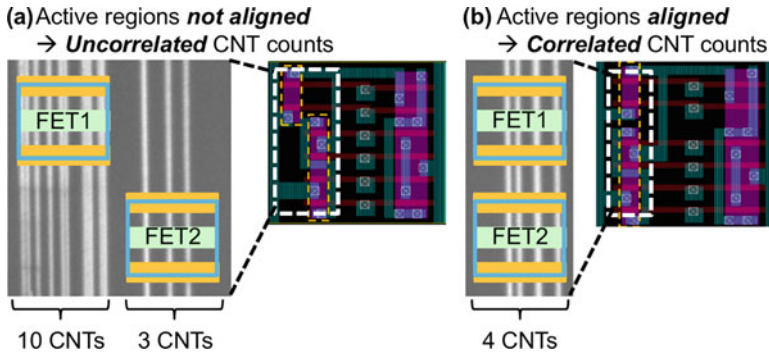 (a) Active regions not aligned
→ Uncorrelated CNT counts
FET1
FET2
10 CNTs
3 CNTs
(b) Active regions aligned
→ Correlated CNT counts
FET1
FET2
4 CNTs